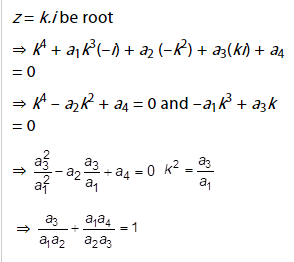 z = k.i be root
⇒ k⁴ + a₁k³(−i) + a₂ (−k²) + a₃(ki) + a₄
= 0
⇒ k⁴ − a₂k² + a₄ = 0 and −a₁k³ + a₃k
= 0
⇒ a₃²/a₁² − a₂ a₃/a₁ + a₄ = 0 k² = a₃/a₁
⇒ a₃/(a₁a₂) + a₁a₄/(a₂a₃) = 1